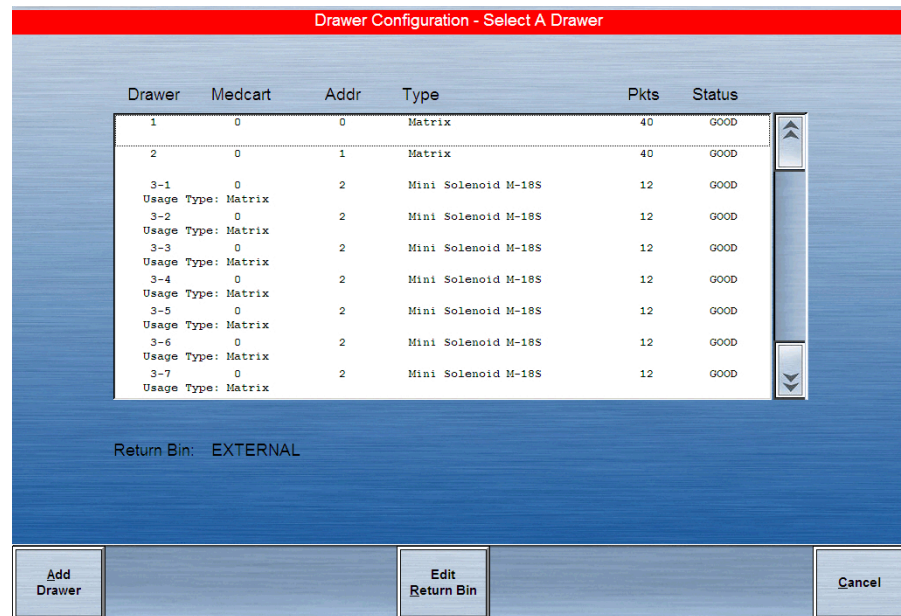 Drawer Configuration - Select A Drawer
Drawer Medcart Addr Type Pkts Status
1 0 0 Matrix 40 GOOD
2 0 1 Matrix 40 GOOD
3-1 0 2 Mini Solenoid M-18S 12 GOOD
Usage Type: Matrix
3-2 0 2 Mini Solenoid M-18S 12 GOOD
Usage Type: Matrix
3-3 0 2 Mini Solenoid M-18S 12 GOOD
Usage Type: Matrix
3-4 0 2 Mini Solenoid M-18S 12 GOOD
Usage Type: Matrix
3-5 0 2 Mini Solenoid M-18S 12 GOOD
Usage Type: Matrix
3-6 0 2 Mini Solenoid M-18S 12 GOOD
Usage Type: Matrix
3-7 0 2 Mini Solenoid M-18S 12 GOOD
Usage Type: Matrix
Return Bin: EXTERNAL
Add
Drawer
Edit
Return Bin
Cancel